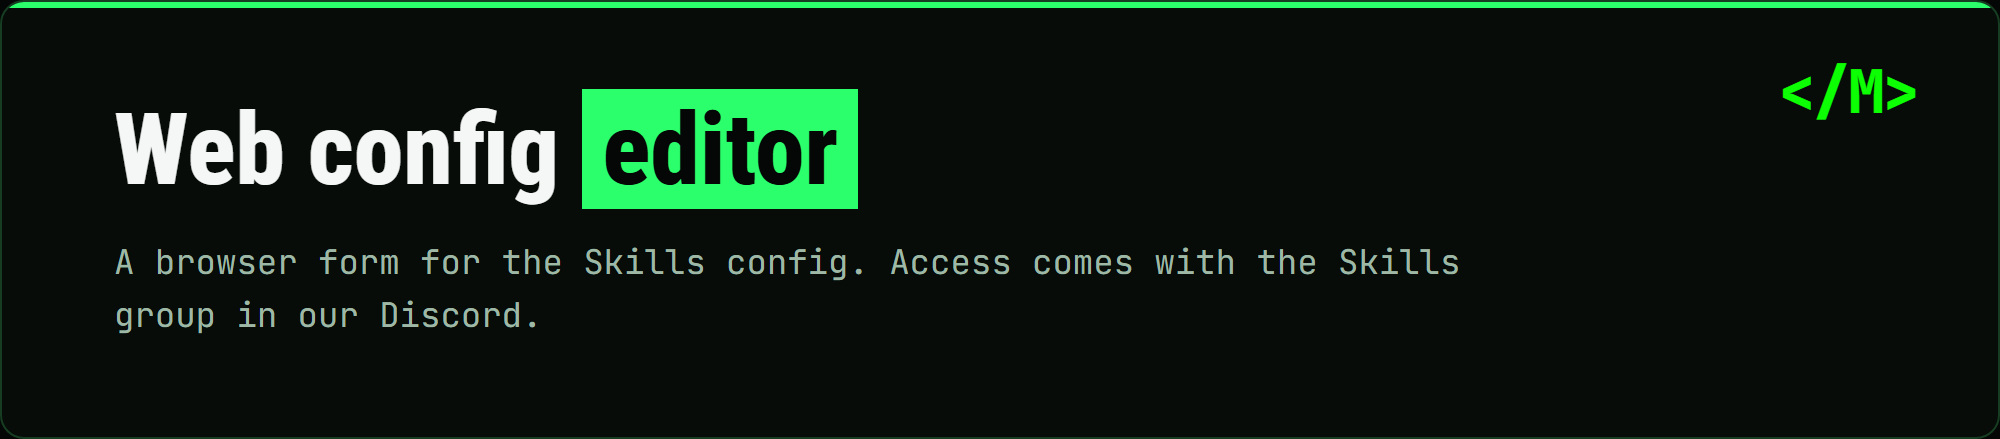 Web config editor
</M>
A browser form for the Skills config. Access comes with the Skills
group in our Discord.